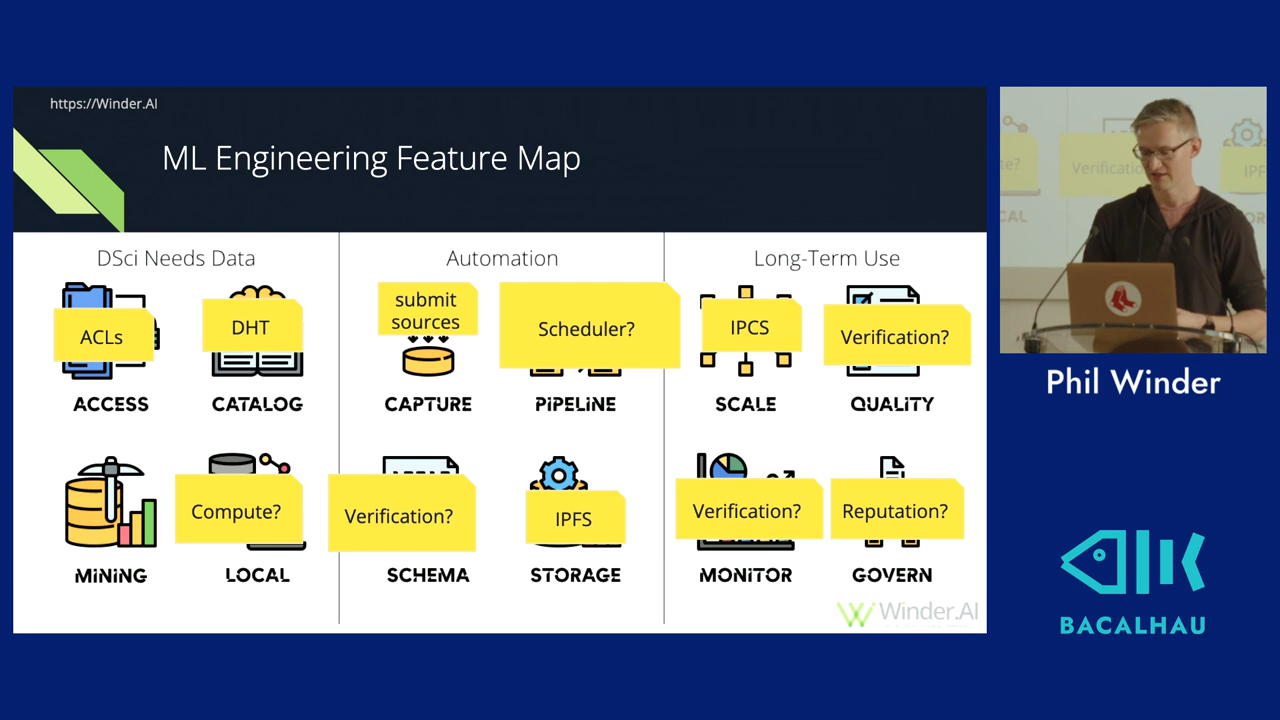 https://Winder.AI
ML Engineering Feature Map
DSci Needs Data
Automation
Long-Term Use
ACLs
DHT
submit
sources
Scheduler?
IPCS
Verification?
ACCESS
CATALOG
CAPTURE
PIPELINE
SCALE
QUALITY
Compute?
Verification?
IPFS
Verification?
Reputation?
MINING
LOCAL
SCHEMA
STORAGE
MONITOR
GOVERN
Winder.AI
Phil Winder
BACALHAU